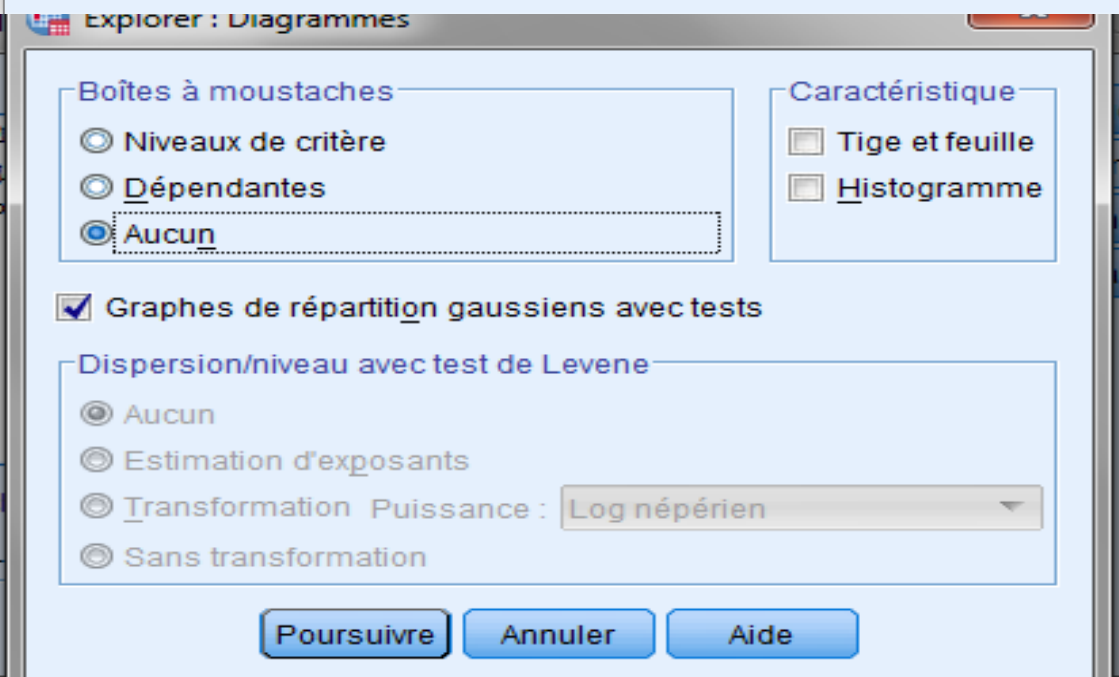 Explorer : Diagrammes
Boîtes à moustaches
Niveaux de critère
Dépendantes
Aucun
Caractéristique
Tige et feuille
Histogramme
Graphes de répartition gaussiens avec tests
Dispersion/niveau avec test de Levene
Aucun
Estimation d'exposants
Transformation Puissance : Log népérien
Sans transformation
Poursuivre Annuler Aide